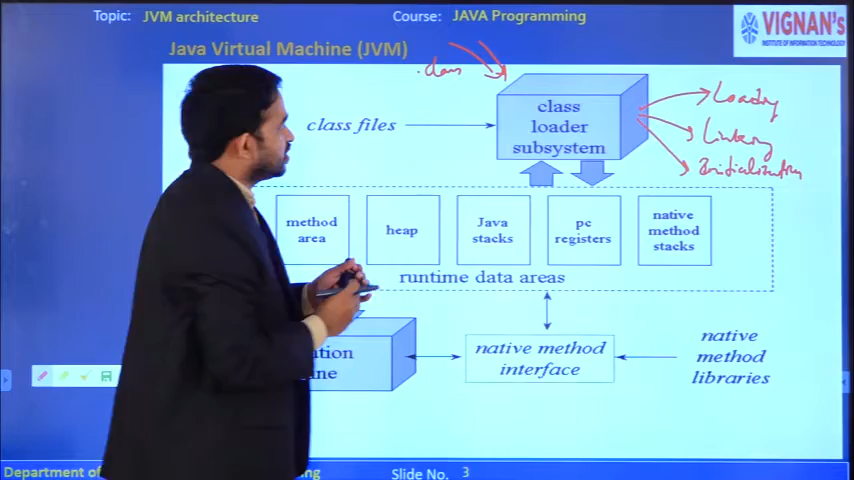 Topic: JVM architecture
Course: JAVA Programming
VIGNAN's
INSTITUTE OF INFORMATION TECHNOLOGY
Java Virtual Machine (JVM)
.class
class files
class
loader
subsystem
Loading
Linking
method
area
heap
Java
stacks
pc
registers
native
method
stacks
runtime data areas
native method
interface
native
method
libraries
Department of
Slide No. 3